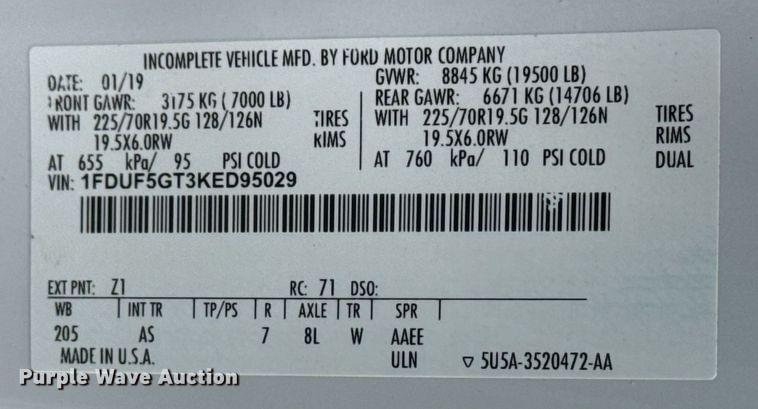 INCOMPLETE VEHICLE MFD. BY FORD MOTOR COMPANY
DATE: 01/19 GVWR: 8845 KG (19500 LB)
FRONT GAWR: 3175 KG ( 7000 LB) REAR GAWR: 6671 KG (14706 LB)
WITH 225/70R19.5G 128/126N TIRES WITH 225/70R19.5G 128/126N TIRES
19.5X6.0RW RIMS 19.5X6.0RW RIMS
AT 655 kPa/ 95 PSI COLD AT 760 kPa/ 110 PSI COLD DUAL
VIN: 1FDUF5GT3KED95029
EXT PNT: Z1 RC: 71 DSO:
WB INT TR TP/PS R AXLE TR SPR
205 AS 7 8L W AAEE
MADE IN U.S.A. ULN ▽ 5U5A-3520472-AA
Purple Wave Auction